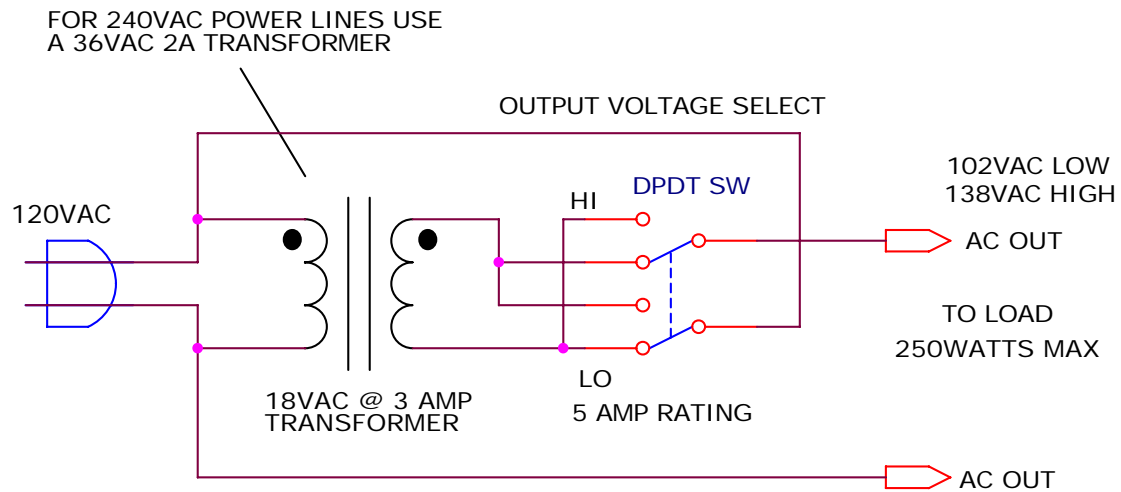 FOR 240VAC POWER LINES USE
A 36VAC 2A TRANSFORMER
OUTPUT VOLTAGE SELECT
102VAC LOW
138VAC HIGH
120VAC
HI
DPDT SW
AC OUT
TO LOAD
250WATTS MAX
LO
5 AMP RATING
18VAC @ 3 AMP
TRANSFORMER
AC OUT